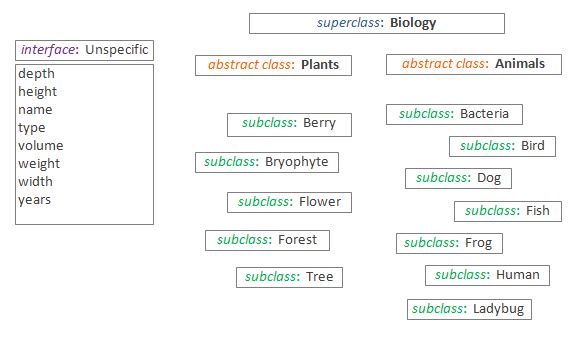 superclass: Biology
interface: Unspecific
depth
height
name
type
volume
weight
width
years
abstract class: Plants
subclass: Berry
subclass: Bryophyte
subclass: Flower
subclass: Forest
subclass: Tree
abstract class: Animals
subclass: Bacteria
subclass: Bird
subclass: Dog
subclass: Fish
subclass: Frog
subclass: Human
subclass: Ladybug